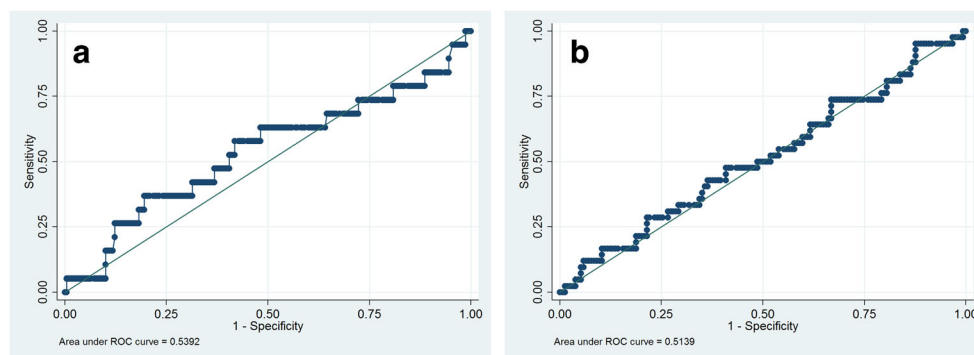 a
Sensitivity
1.00
0.75
0.50
0.25
0.00
0.00 0.25 0.50 0.75 1.00
1 - Specificity
Area under ROC curve = 0.5392
b
Sensitivity
1.00
0.75
0.50
0.25
0.00
0.00 0.25 0.50 0.75 1.00
1 - Specificity
Area under ROC curve = 0.5139